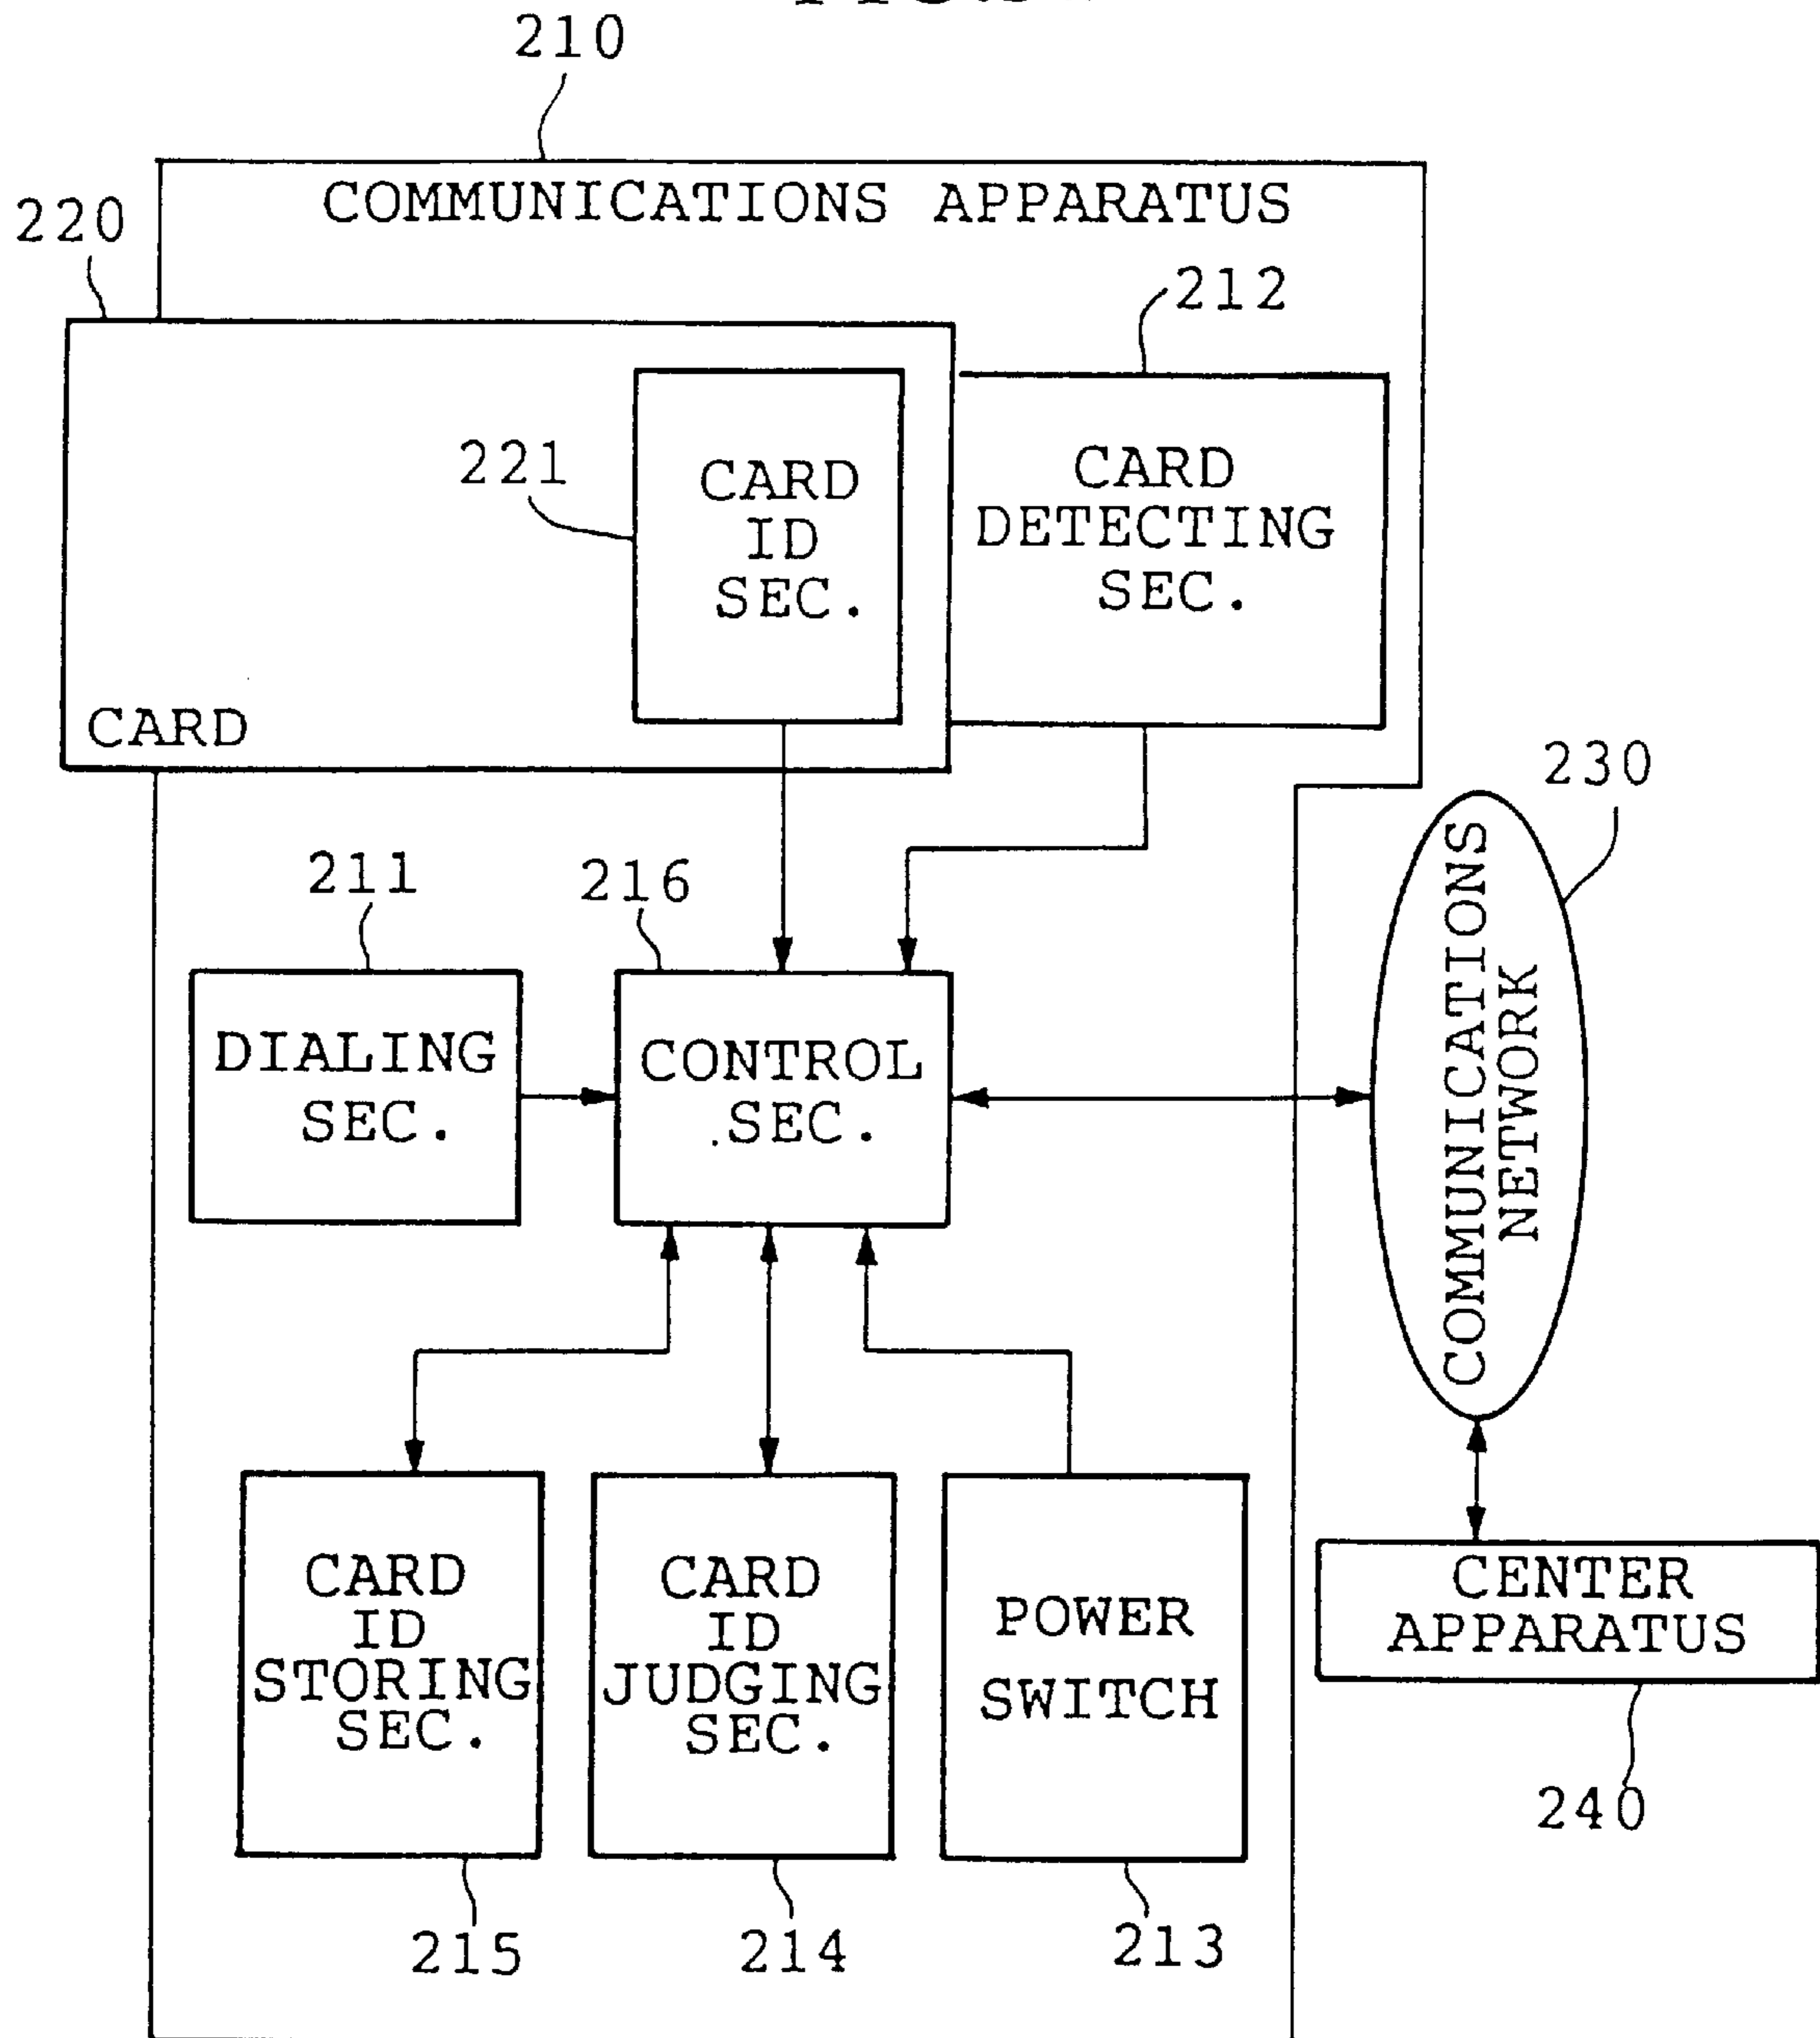 210
COMMUNICATIONS APPARATUS
220
212
221
CARD
ID
SEC.
CARD
DETECTING
SEC.
CARD
230
211
216
DIALING
SEC.
CONTROL
SEC.
COMMUNICATIONS
NETWORK
CARD
ID
STORING
SEC.
CARD
ID
JUDGING
SEC.
POWER
SWITCH
CENTER
APPARATUS
240
215
214
213